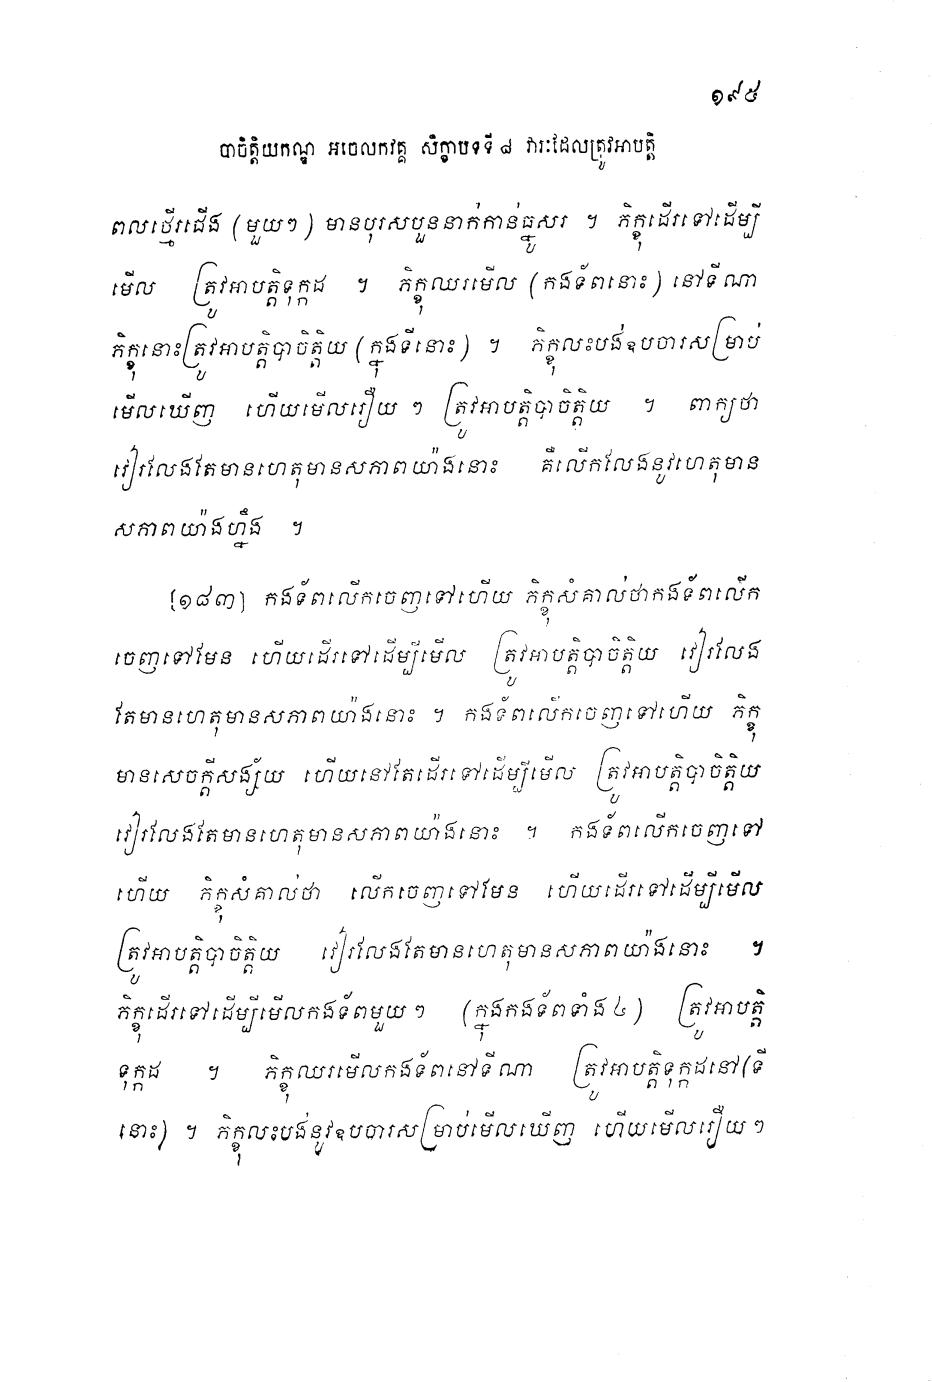 ១៩៥
បាចិត្តិយកណ្ឌ អចេលកវគ្គ សិក្ខាបទទី ៨ វារៈដែលត្រូវអាបត្តិ
ពលថ្មើរជើង (មួយៗ) មានបុរសបួននាក់កាន់ធ្នូសរ ។ ភិក្ខុដើរទៅដើម្បី
មើល ត្រូវអាបត្តិទុក្កដ ។ ភិក្ខុឈរមើល (កងទ័ពនោះ) នៅទីណា
ភិក្ខុនោះត្រូវអាបត្តិបាចិត្តិយ (ក្នុងទីនោះ) ។ ភិក្ខុលះបង់ឧបចារសម្រាប់
មើលឃើញ ហើយមើលរឿយ ៗ ត្រូវអាបត្តិបាចិត្តិយ ។ ពាក្យថា
វៀរលែងតែមានហេតុមានសភាពយ៉ាងនោះ គឺលើកលែងនូវហេតុមាន
សភាពយ៉ាងហ្នឹង ។
[១៨៣] កងទ័ពលើកចេញទៅហើយ ភិក្ខុសំគាល់ថាកងទ័ពលើក
ចេញទៅមែន ហើយដើរទៅដើម្បីមើល ត្រូវអាបត្តិបាចិត្តិយ វៀរលែង
តែមានហេតុមានសភាពយ៉ាងនោះ ។ កងទ័ពលើកចេញទៅហើយ ភិក្ខុ
មានសេចក្តីសង្ស័យ ហើយនៅតែដើរទៅដើម្បីមើល ត្រូវអាបត្តិបាចិត្តិយ
វៀរលែងតែមានហេតុមានសភាពយ៉ាងនោះ ។ កងទ័ពលើកចេញទៅ
ហើយ ភិក្ខុសំគាល់ថា លើកចេញទៅមែន ហើយដើរទៅដើម្បីមើល
ត្រូវអាបត្តិបាចិត្តិយ វៀរលែងតែមានហេតុមានសភាពយ៉ាងនោះ ។
ភិក្ខុដើរទៅដើម្បីមើលកងទ័ពមួយ ៗ (ក្នុងកងទ័ពទាំង ៤) ត្រូវអាបត្តិ
ទុក្កដ ។ ភិក្ខុឈរមើលកងទ័ពនៅទីណា ត្រូវអាបត្តិទុក្កដនៅ(ទី
នោះ) ។ ភិក្ខុលះបង់នូវឧបចារសម្រាប់មើលឃើញ ហើយមើលរឿយ ៗ